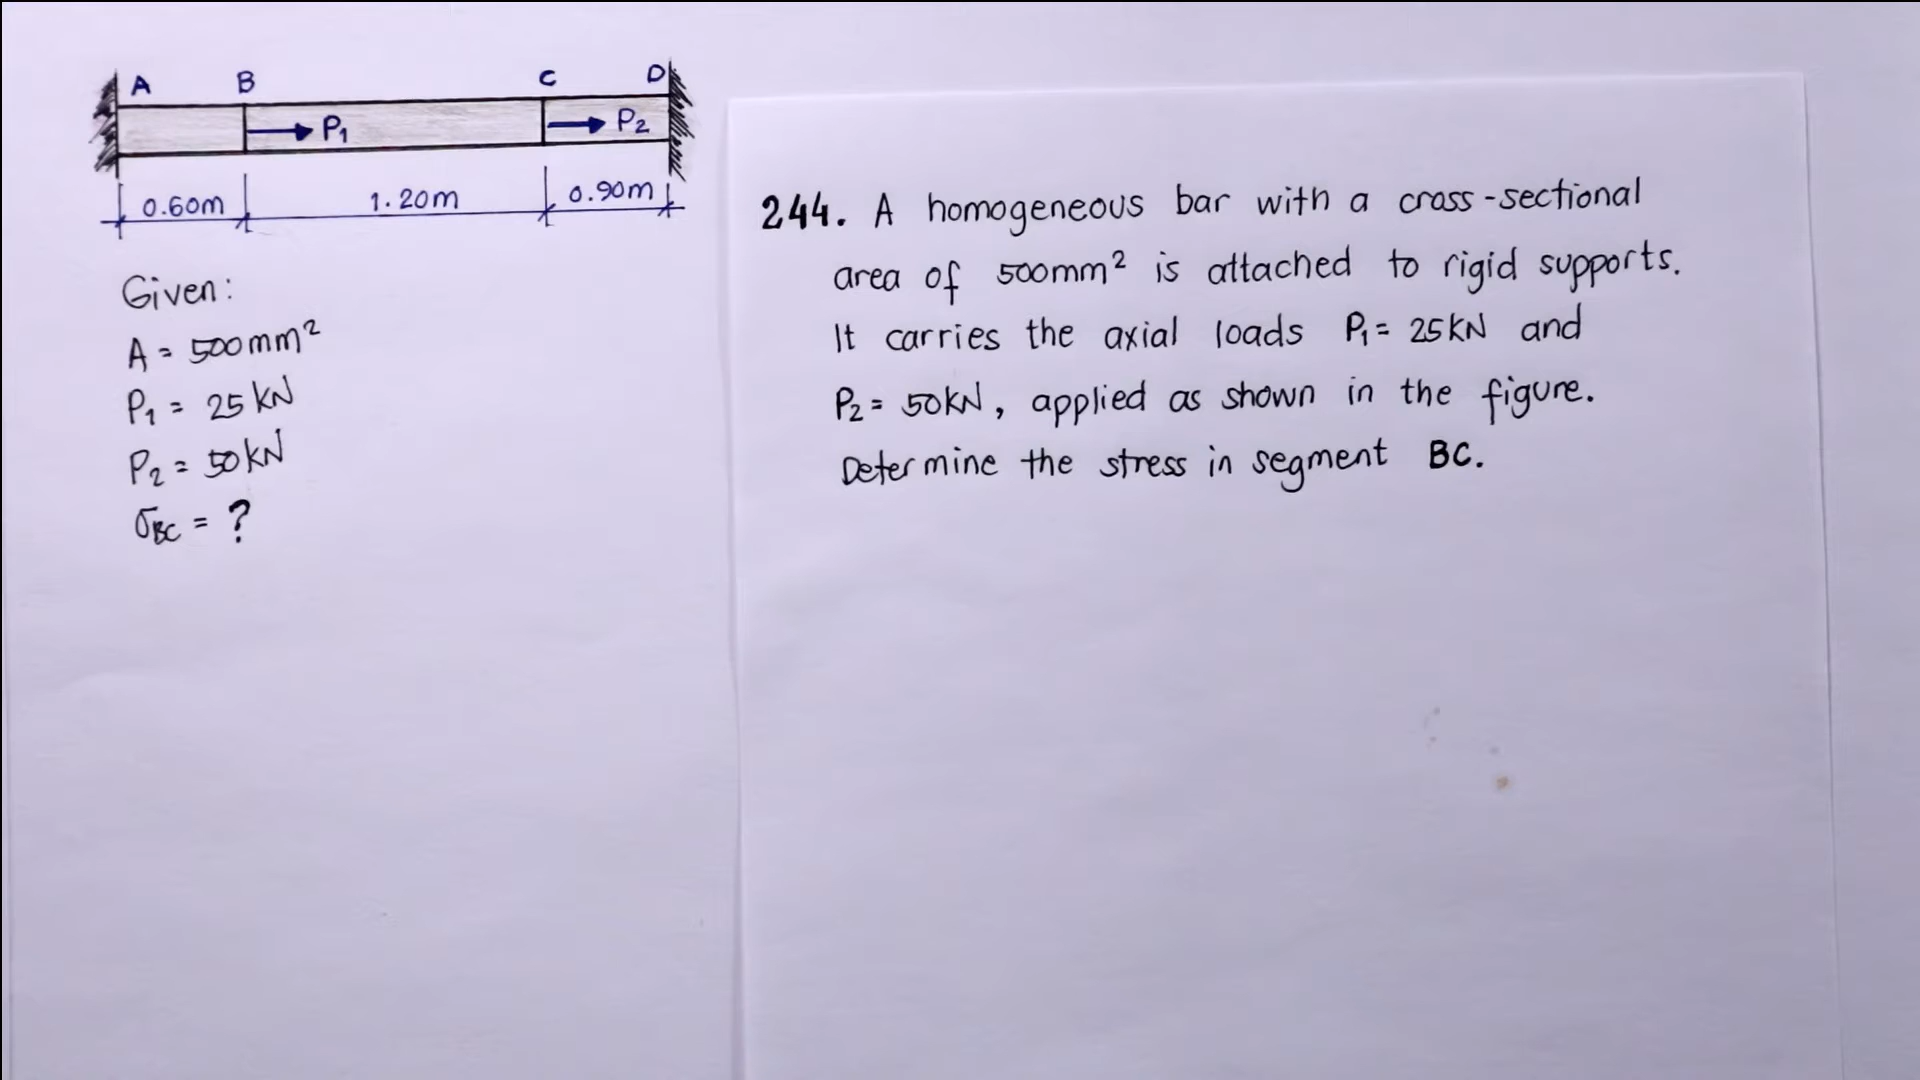 A B C D
P₁ P₂
0.60m 1.20m 0.90m
Given:
A = 500mm²
P₁ = 25 kN
P₂ = 50 kN
σBC = ?
244. A homogeneous bar with a cross-sectional
area of 500mm² is attached to rigid supports.
It carries the axial loads P₁ = 25kN and
P₂ = 50kN, applied as shown in the figure.
Determine the stress in segment BC.